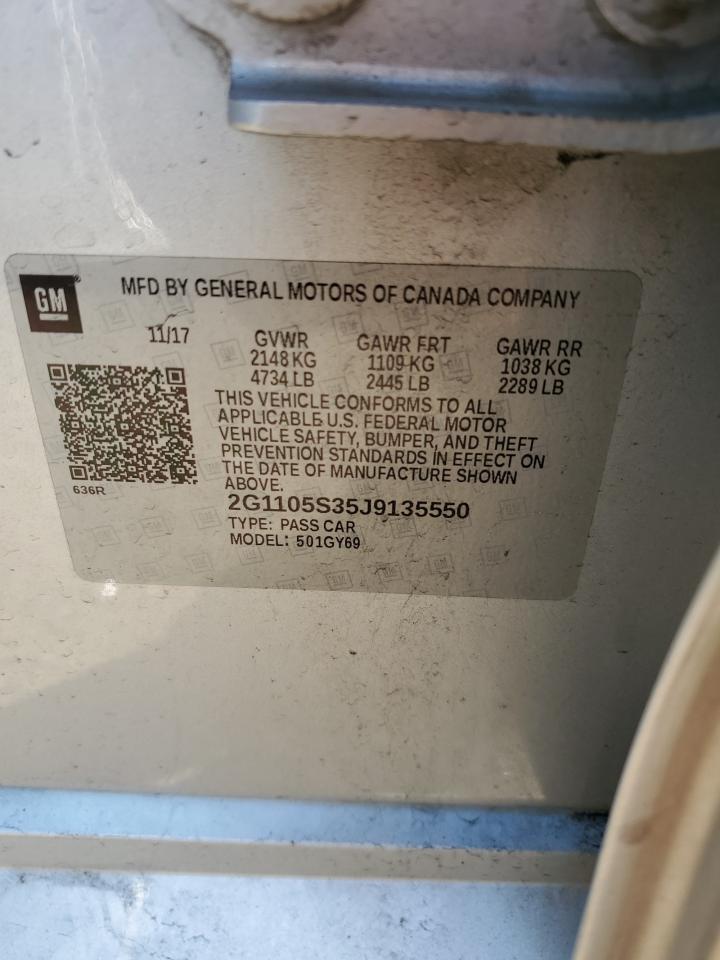 GM
MFD BY GENERAL MOTORS OF CANADA COMPANY
11/17
GVWR
2148 KG
4734 LB
GAWR FRT
1109 KG
2445 LB
GAWR RR
1038 KG
2289 LB
THIS VEHICLE CONFORMS TO ALL
APPLICABLE U.S. FEDERAL MOTOR
VEHICLE SAFETY, BUMPER, AND THEFT
PREVENTION STANDARDS IN EFFECT ON
THE DATE OF MANUFACTURE SHOWN
ABOVE.
636R
2G1105S35J9135550
TYPE: PASS CAR
MODEL: 501GY69